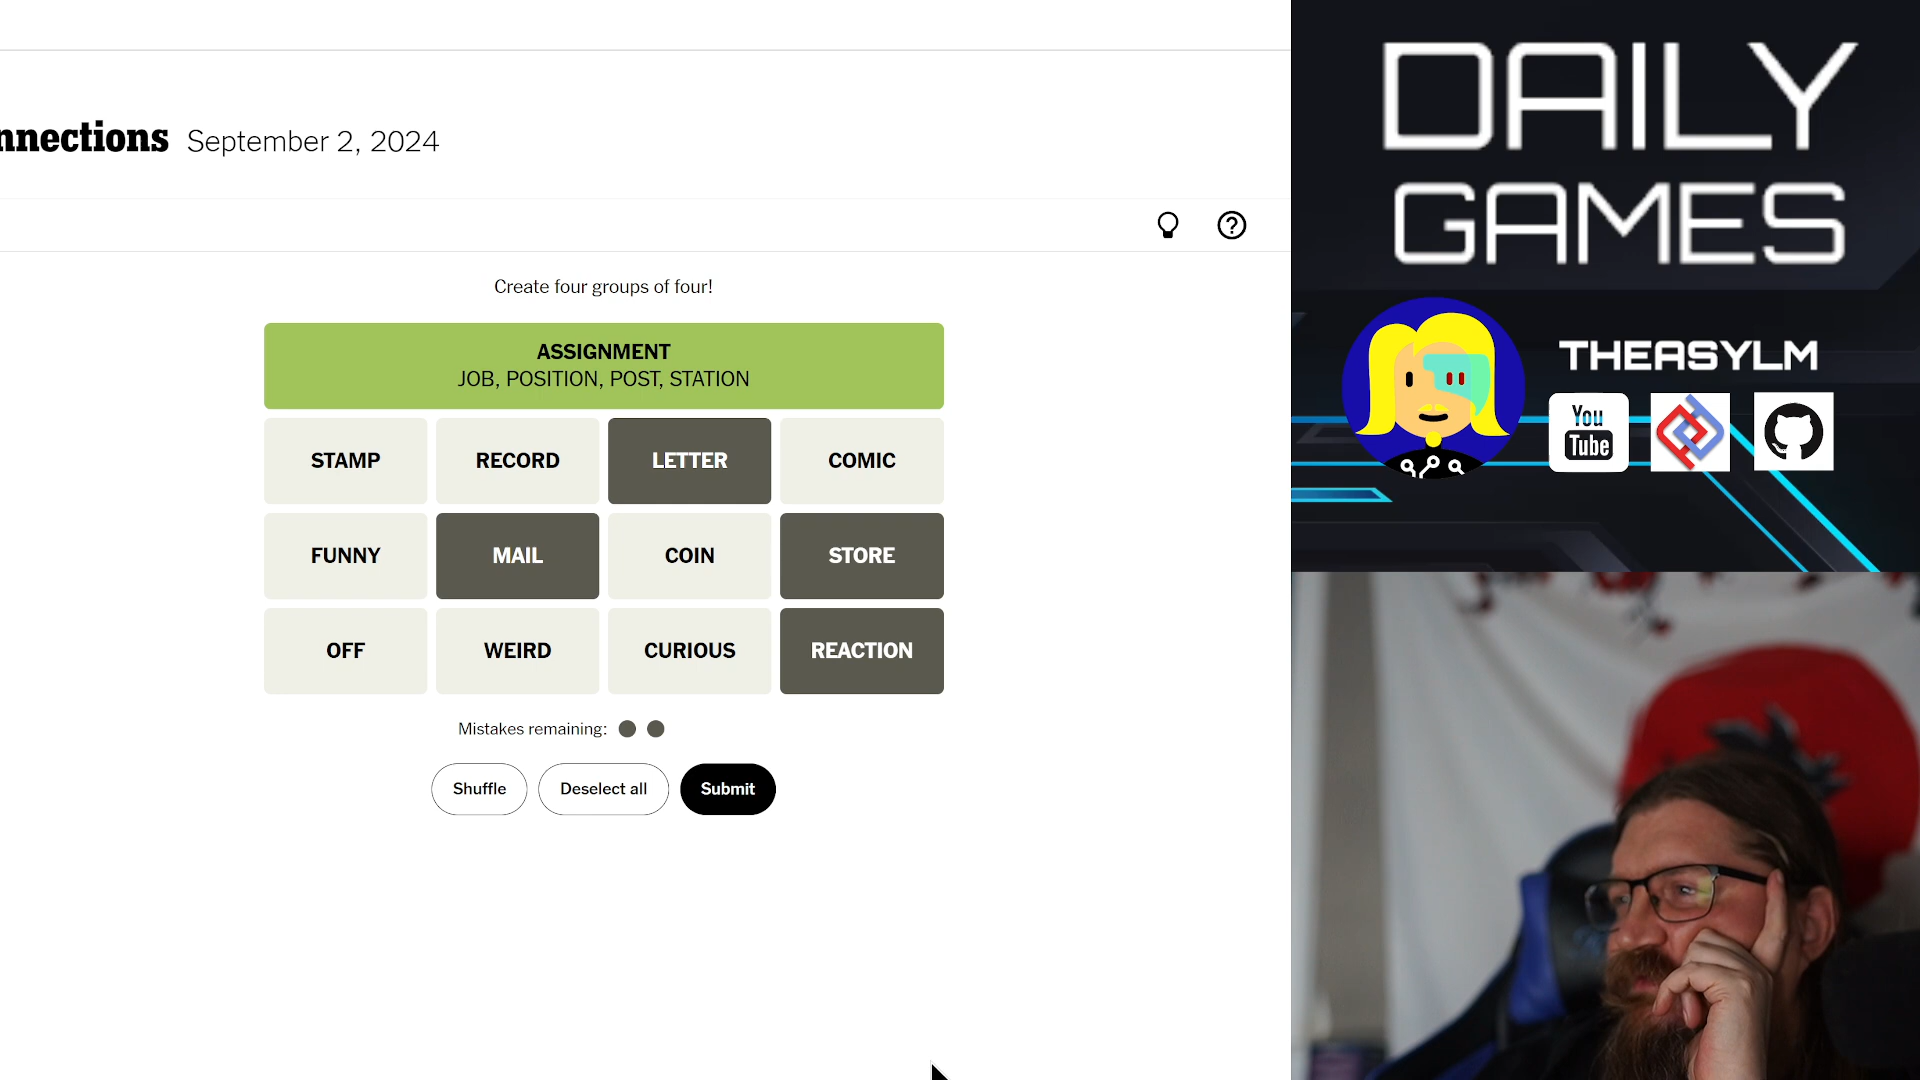 nnections September 2, 2024
Create four groups of four!
ASSIGNMENT
JOB, POSITION, POST, STATION
STAMP RECORD LETTER COMIC
FUNNY MAIL COIN STORE
OFF WEIRD CURIOUS REACTION
Mistakes remaining:
Shuffle Deselect all Submit
DAILY
GAMES
THEASYLM
You
Tube